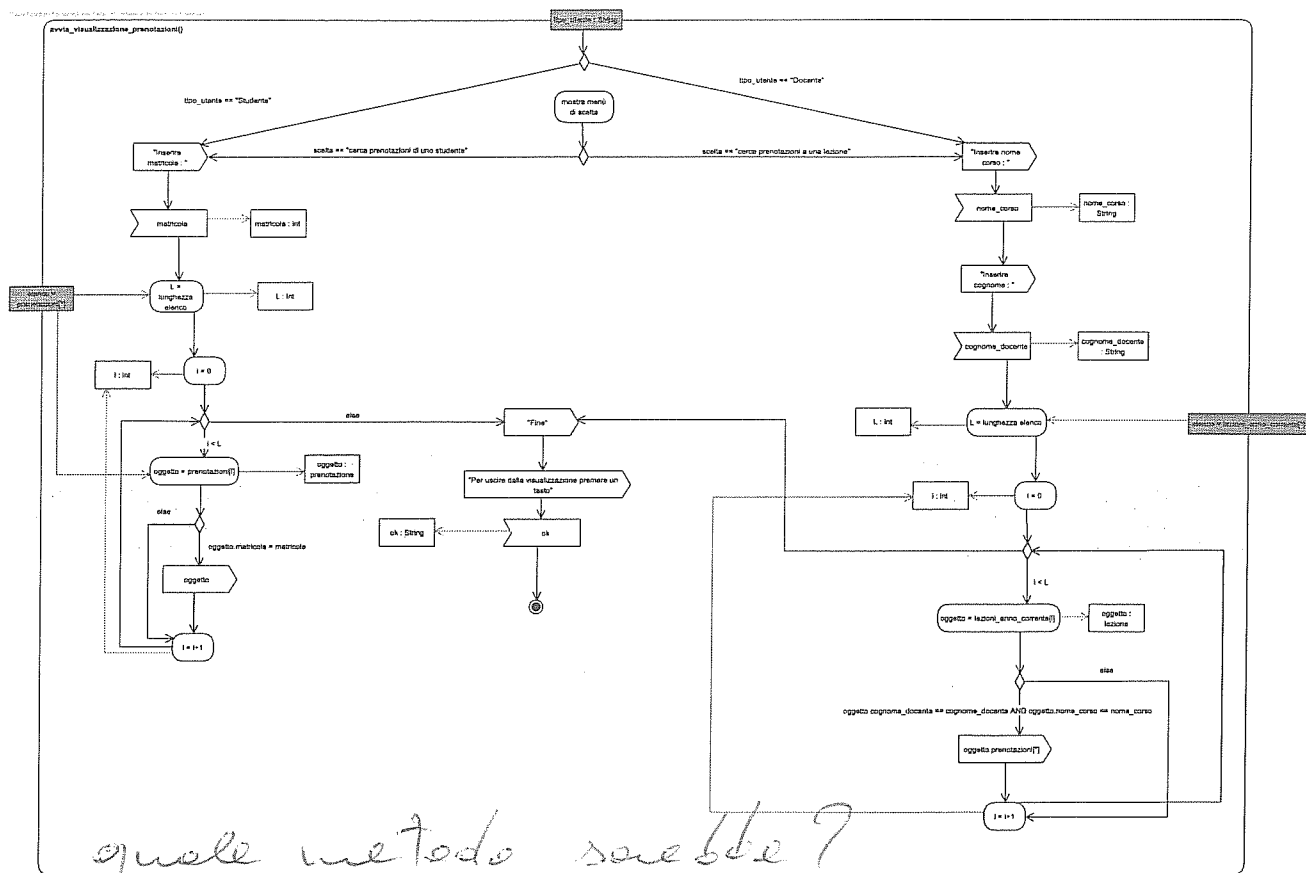 avvia_visualizzazione_prenotazioni()
tipo_utente : String
tipo_utente == "Studente"
tipo_utente == "Docente"
mostra menù
di scelta
"Inserire
matricola : "
scelta == "cerca prenotazioni di uno studente"
scelta == "cerca prenotazioni a una lezione"
"Inserire nome
corso : "
matricola
matricola : Int
nome_corso
nome_corso :
String
L =
lunghezza
elenco
L : Int
"Inserire
cognome : "
cognome_docente
cognome_docente
: String
i : Int
i = 0
else
"Fine"
L : Int
L = lunghezza elenco
i < L
oggetto = prenotazioni[i]
oggetto :
prenotazione
"Per uscire dalla visualizzazione premere un
tasto"
i : Int
i = 0
else
ok : String
ok
oggetto.matricola = matricola
oggetto
i < L
oggetto = lezioni_anno_corrente[i]
oggetto :
lezione
i = i+1
else
oggetto.cognome_docente == cognome_docente AND oggetto.nome_corso == nome_corso
oggetto.prenotazioni[*]
i = i+1
quale metodo sarebbe ?